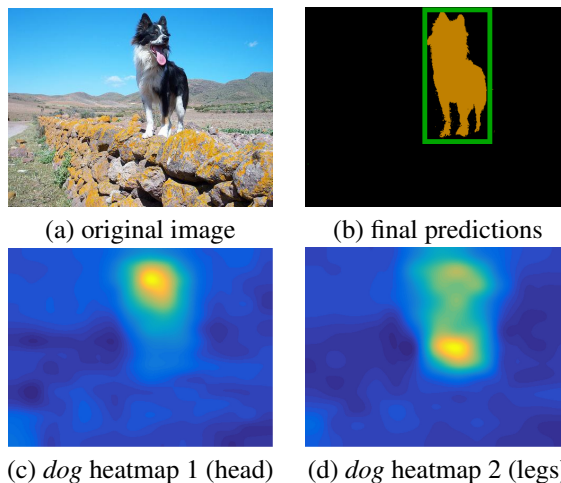 (a) original image
(b) final predictions
(c) dog heatmap 1 (head)
(d) dog heatmap 2 (legs)